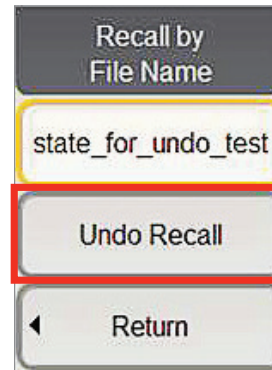 Recall by
File Name
state_for_undo_test
Undo Recall
Return